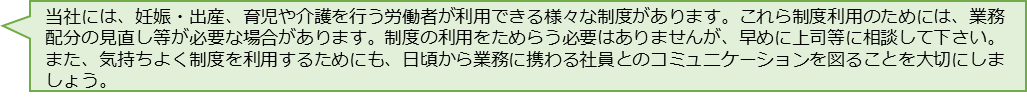 当社には、妊娠・出産、育児や介護を行う労働者が利用できる様々な制度があります。これら制度利用のためには、業務
配分の見直し等が必要な場合があります。制度の利用をためらう必要はありませんが、早めに上司等に相談して下さい。
また、気持ちよく制度を利用するためにも、日頃から業務に携わる社員とのコミュニケーションを図ることを大切にしま
しょう。